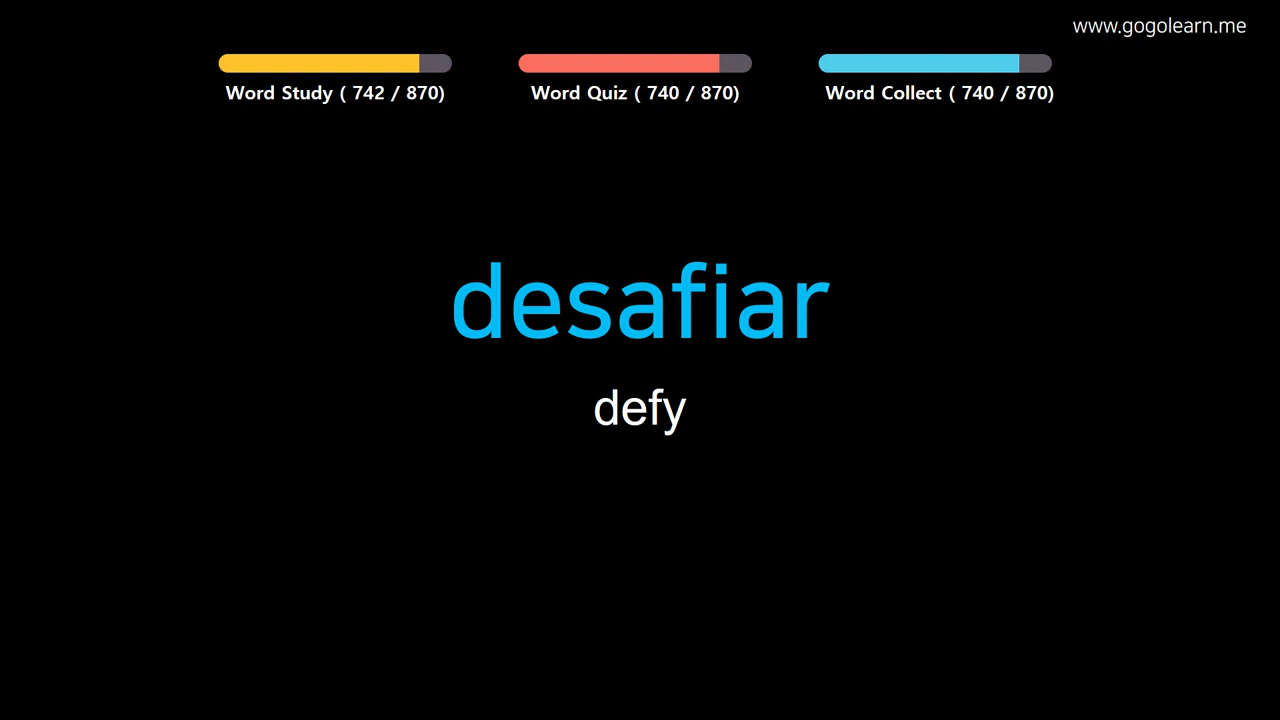 www.gogolearn.me
Word Study ( 742 / 870)
Word Quiz ( 740 / 870)
Word Collect ( 740 / 870)
desafiar
defy